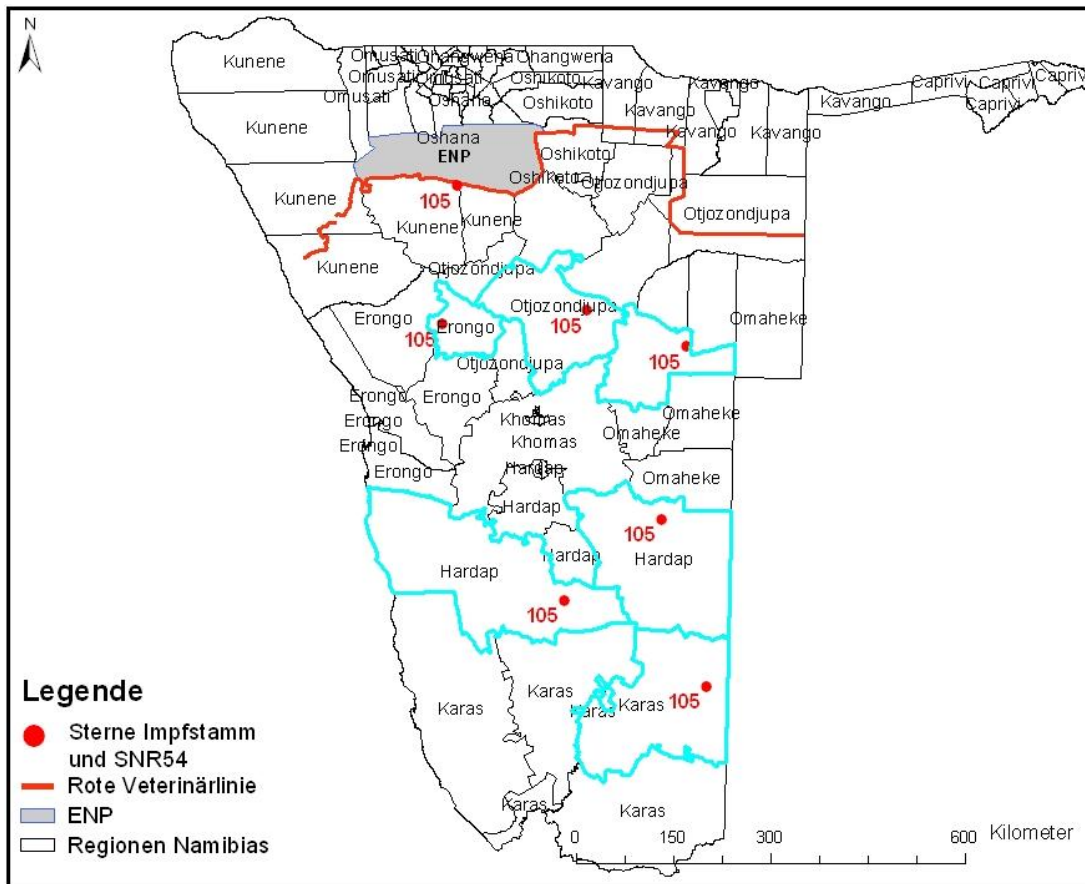 N
Kunene
Omusati
Ohangwena
Ohangwena
Omusati
Omusati
Oshikoto
Kavango
Kavango
Caprivi
Caprivi
Caprivi
Kunene
Omusati
Oshana
Oshikoto
Kavango
Kavango
Caprivi
Oshana
Kavango
Kavango
ENP
Oshikoto
Kunene
105
Oshikoto
Otjozondjupa
Otjozondjupa
Kunene
Kunene
Kunene
Otjozondjupa
Erongo
105
Erongo
Otjozondjupa
105
Omaheke
105
Otjozondjupa
Erongo
Erongo
Erongo
Erongo
Erongo
Khomas
Khomas
Omaheke
Omaheke
Hardap
Omaheke
Hardap
105
Hardap
Hardap
Hardap
105
Karas
Karas
Karas
Karas
105
Karas
Karas
Legende
Sterne Impfstamm
und SNR54
Rote Veterinärlinie
ENP
Regionen Namibias
0 150 300 600 Kilometer